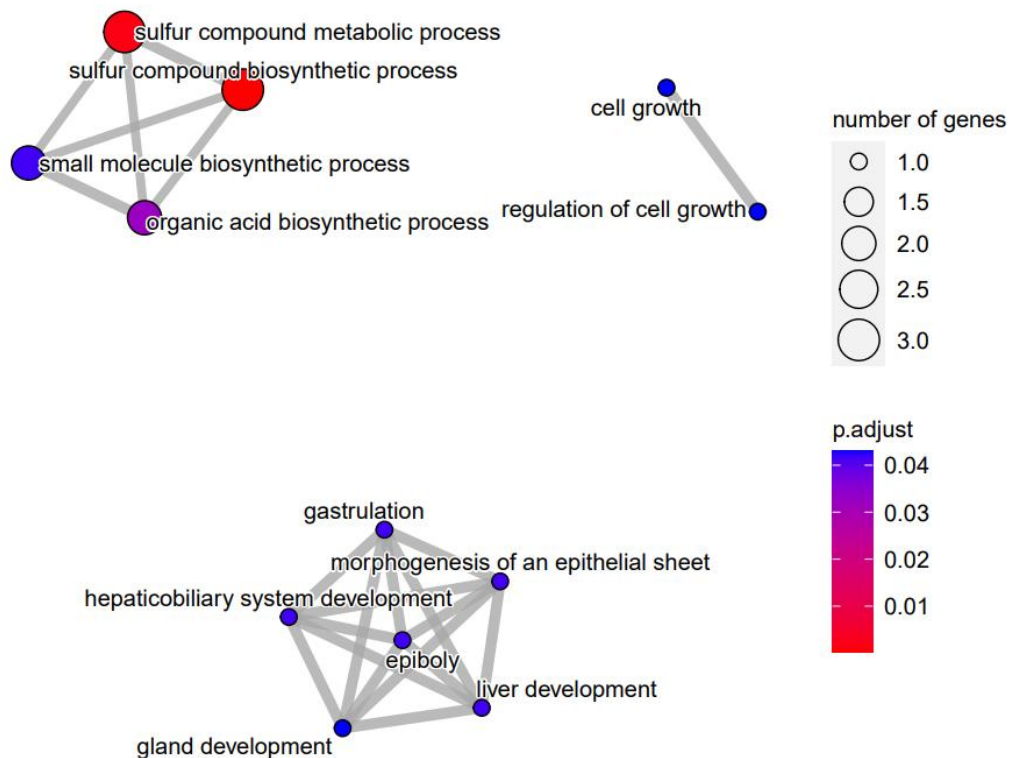 sulfur compound metabolic process
sulfur compound biosynthetic process
small molecule biosynthetic process
organic acid biosynthetic process
cell growth
regulation of cell growth
number of genes
1.0
1.5
2.0
2.5
3.0
p.adjust
0.04
0.03
0.02
0.01
gastrulation
morphogenesis of an epithelial sheet
hepaticobiliary system development
epiboly
liver development
gland development